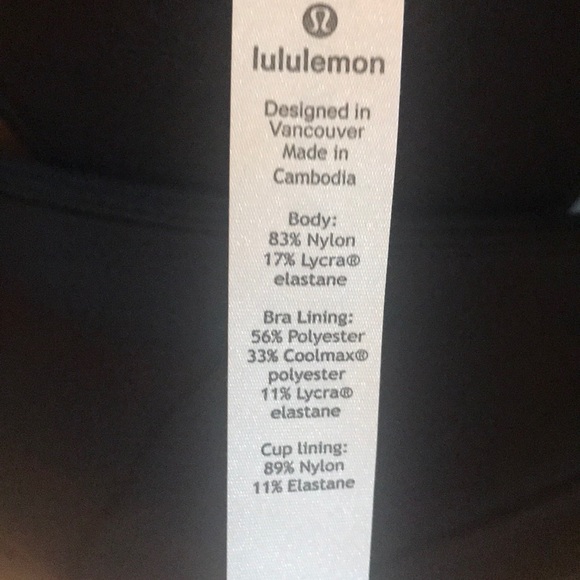 lululemon
Designed in
Vancouver
Made in
Cambodia
Body:
83% Nylon
17% Lycra®
elastane
Bra Lining:
56% Polyester
33% Coolmax®
polyester
11% Lycra®
elastane
Cup lining:
89% Nylon
11% Elastane